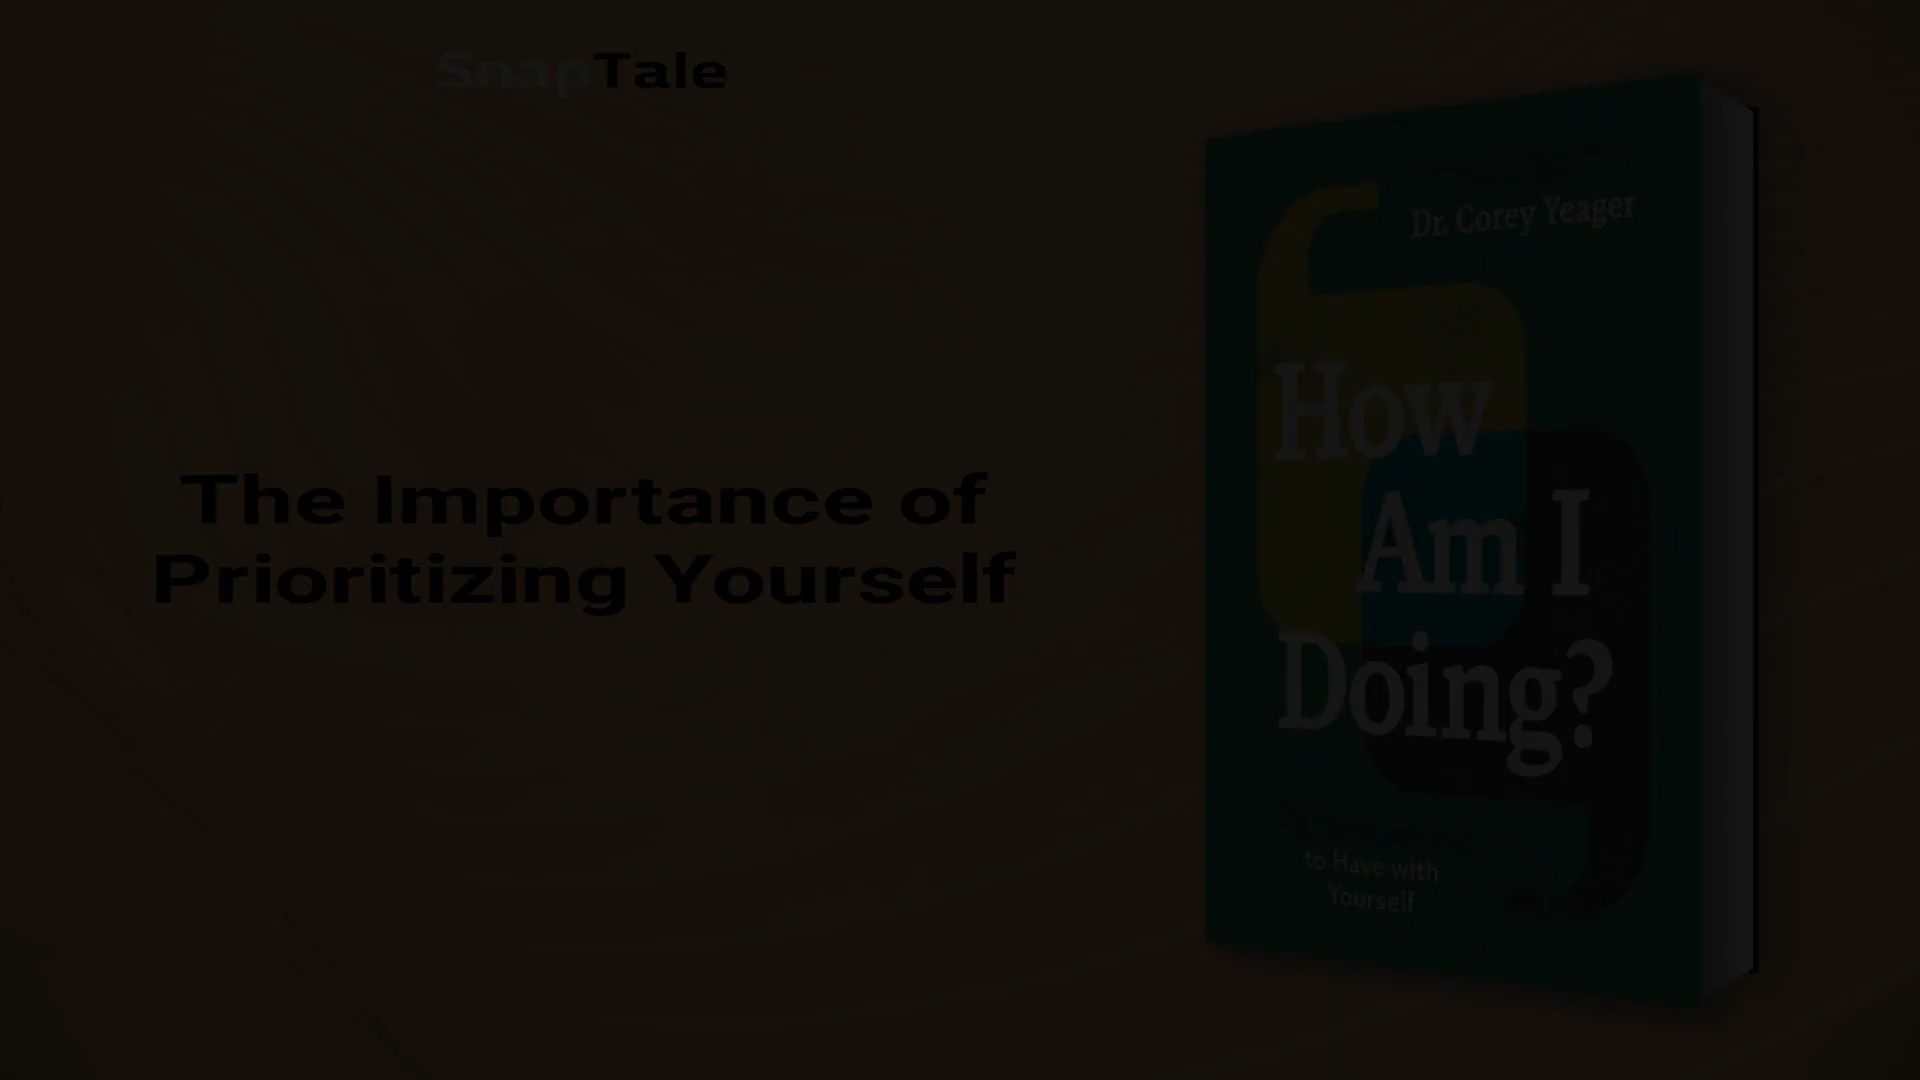 SnapTale
The Importance of
Prioritizing Yourself
Dr. Corey Yeager
How
Am I
Doing?
to Have with
Yourself